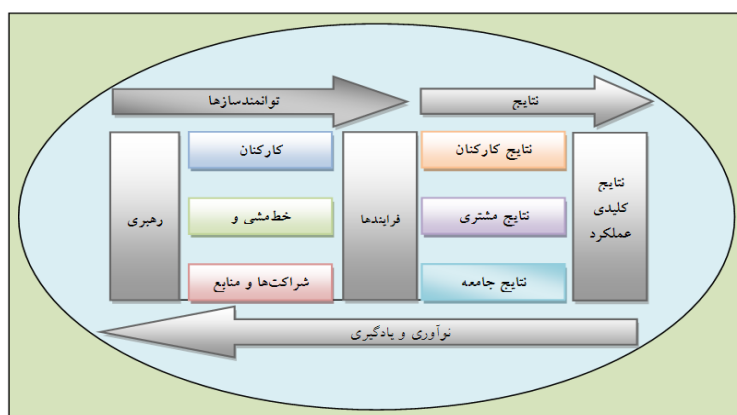 توانمندسازها
نتایج
رهبری
کارکنان
خط‌مشی و
شراکت‌ها و منابع
فرایندها
نتایج کارکنان
نتایج مشتری
نتایج جامعه
نتایج
کلیدی
عملکرد
نوآوری و یادگیری